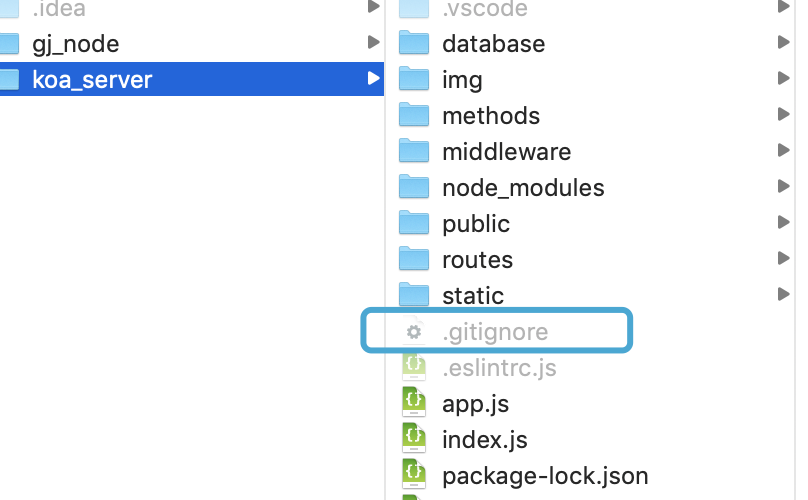 .idea
gj_node
koa_server
.vscode
database
img
methods
middleware
node_modules
public
routes
static
.gitignore
.eslintrc.js
app.js
index.js
package-lock.json